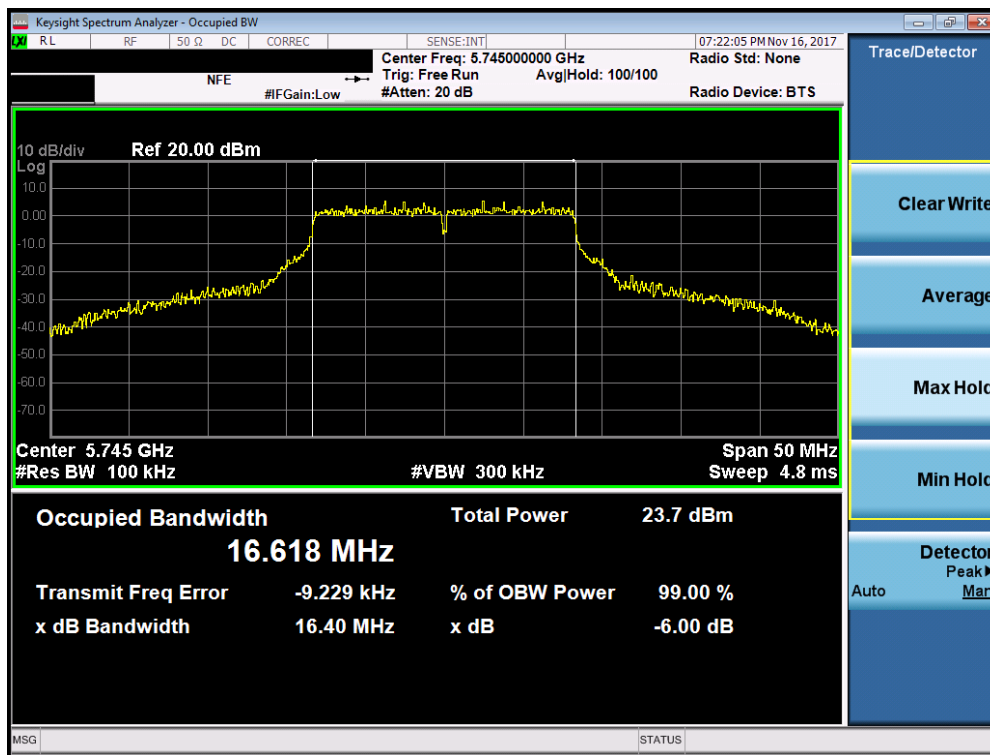 Keysight Spectrum Analyzer - Occupied BW
LXI RL RF 50 Ω DC CORREC SENSE:INT 07:22:05 PM Nov 16, 2017
Center Freq: 5.745000000 GHz Radio Std: None
NFE Trig: Free Run Avg|Hold: 100/100
#IFGain:Low #Atten: 20 dB Radio Device: BTS
10 dB/div Ref 20.00 dBm
Log
10.0
0.00
-10.0
-20.0
-30.0
-40.0
-50.0
-60.0
-70.0
Center 5.745 GHz Span 50 MHz
#Res BW 100 kHz #VBW 300 kHz Sweep 4.8 ms
Occupied Bandwidth Total Power 23.7 dBm
16.618 MHz
Transmit Freq Error -9.229 kHz % of OBW Power 99.00 %
x dB Bandwidth 16.40 MHz x dB -6.00 dB
MSG STATUS
Trace/Detector
Clear Write
Average
Max Hold
Min Hold
Detector
Peak
Auto Man